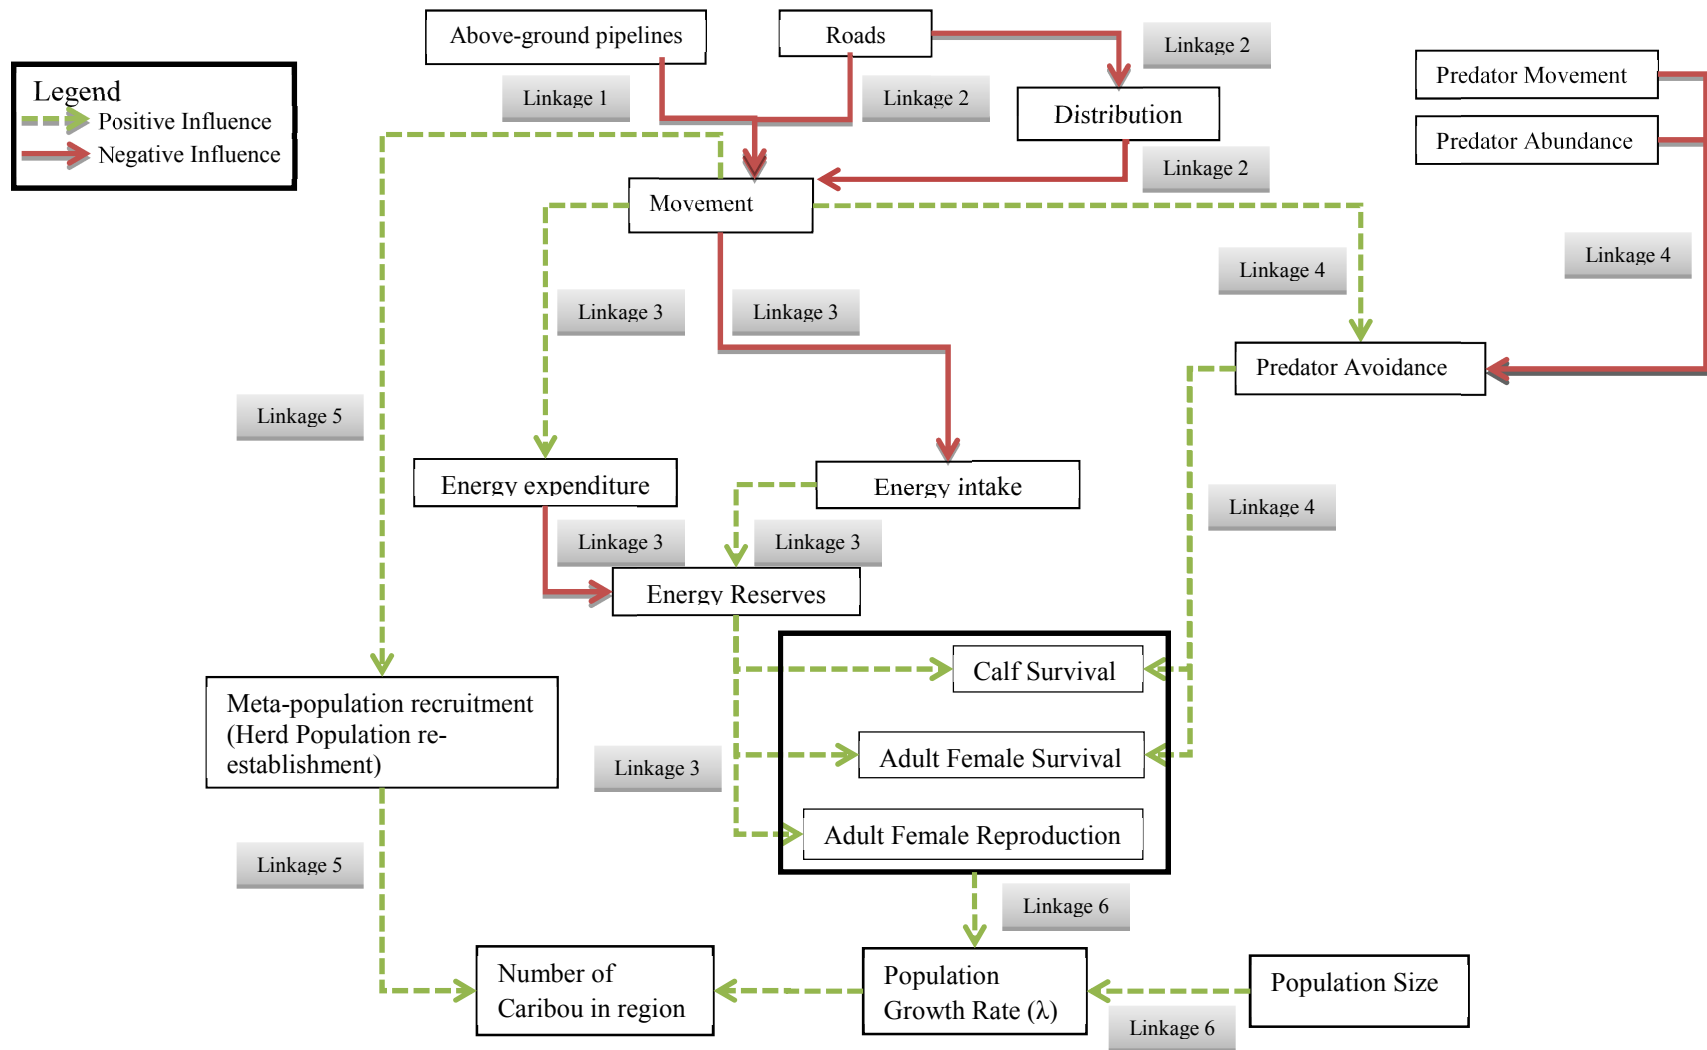 Above-ground pipelines
Roads
Linkage 2
Legend
Positive Influence
Negative Influence
Linkage 1
Linkage 2
Distribution
Predator Movement
Predator Abundance
Linkage 2
Movement
Linkage 4
Linkage 4
Linkage 3
Linkage 3
Predator Avoidance
Linkage 5
Energy expenditure
Energy intake
Linkage 4
Linkage 3
Linkage 3
Energy Reserves
Calf Survival
Meta-population recruitment
(Herd Population re-
establishment)
Adult Female Survival
Linkage 3
Adult Female Reproduction
Linkage 5
Linkage 6
Number of
Caribou in region
Population
Growth Rate (λ)
Population Size
Linkage 6